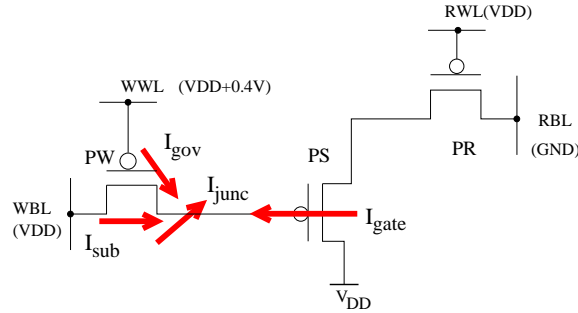 RWL(VDD)
WWL (VDD+0.4V)
PW
I_gov
PS
PR
RBL
(GND)
I_junc
WBL
(VDD)
I_sub
I_gate
V_DD